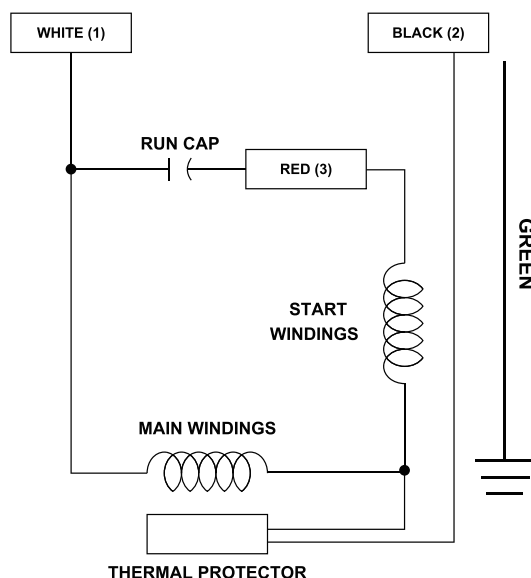 WHITE (1)
BLACK (2)
RUN CAP
RED (3)
GREEN
START
WINDINGS
MAIN WINDINGS
THERMAL PROTECTOR